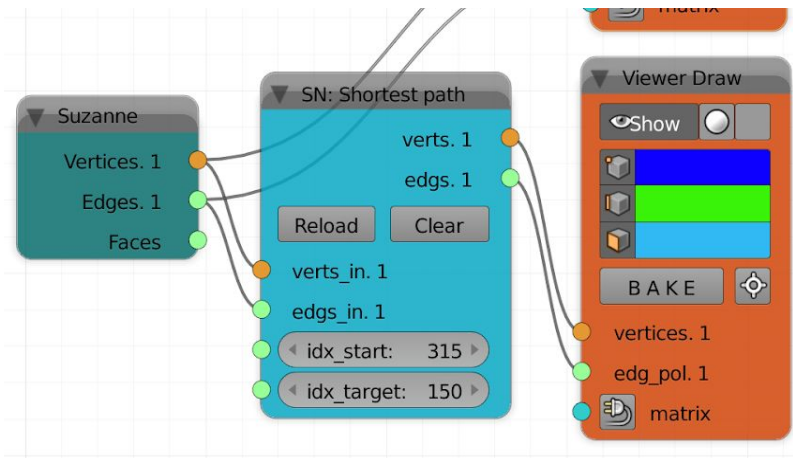 matrix
Suzanne
Vertices. 1
Edges. 1
Faces
SN: Shortest path
verts. 1
edgs. 1
Reload Clear
verts_in. 1
edgs_in. 1
idx_start: 315
idx_target: 150
Viewer Draw
Show
B A K E
vertices. 1
edg_pol. 1
matrix